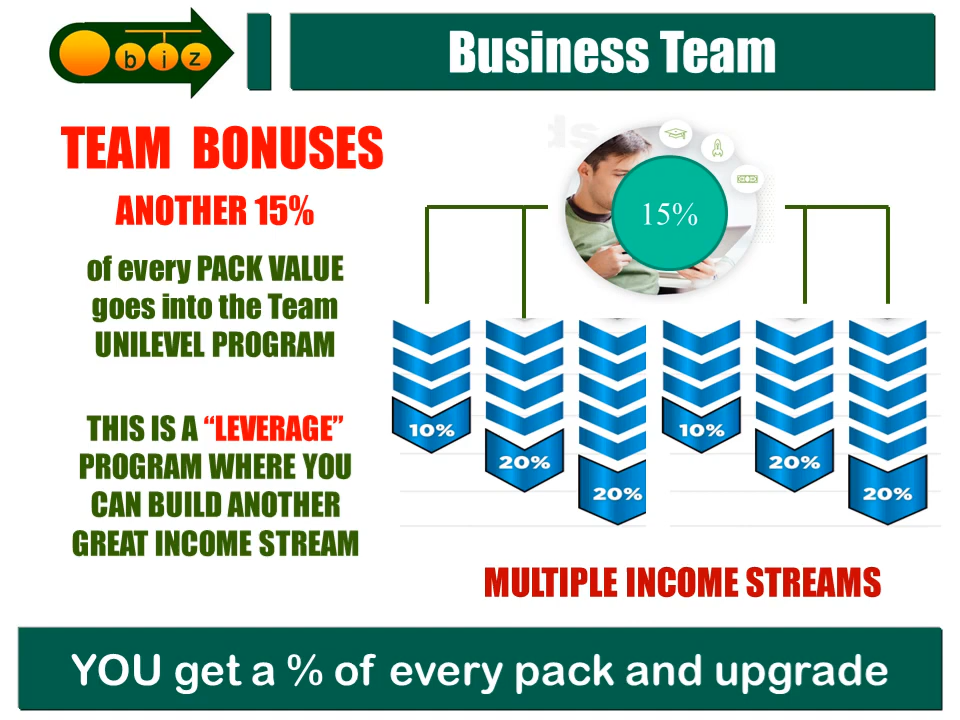 b i z
Business Team
TEAM BONUSES
ANOTHER 15%
of every PACK VALUE
goes into the Team
UNILEVEL PROGRAM
THIS IS A “LEVERAGE”
PROGRAM WHERE YOU
CAN BUILD ANOTHER
GREAT INCOME STREAM
ds
15%
10%
20%
20%
10%
20%
20%
MULTIPLE INCOME STREAMS
YOU get a % of every pack and upgrade